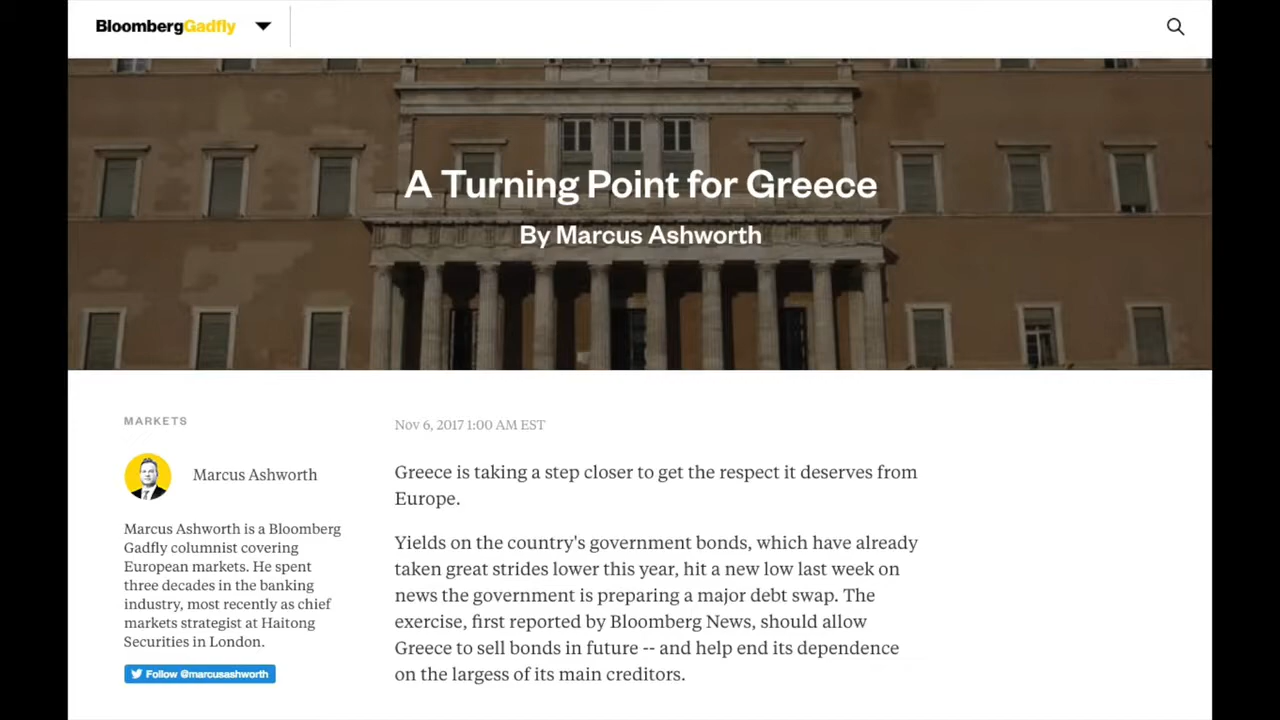 BloombergGadfly
A Turning Point for Greece
By Marcus Ashworth
MARKETS
Marcus Ashworth
Marcus Ashworth is a Bloomberg
Gadfly columnist covering
European markets. He spent
three decades in the banking
industry, most recently as chief
markets strategist at Haitong
Securities in London.
Follow @marcusashworth
Nov 6, 2017 1:00 AM EST
Greece is taking a step closer to get the respect it deserves from
Europe.
Yields on the country's government bonds, which have already
taken great strides lower this year, hit a new low last week on
news the government is preparing a major debt swap. The
exercise, first reported by Bloomberg News, should allow
Greece to sell bonds in future -- and help end its dependence
on the largess of its main creditors.